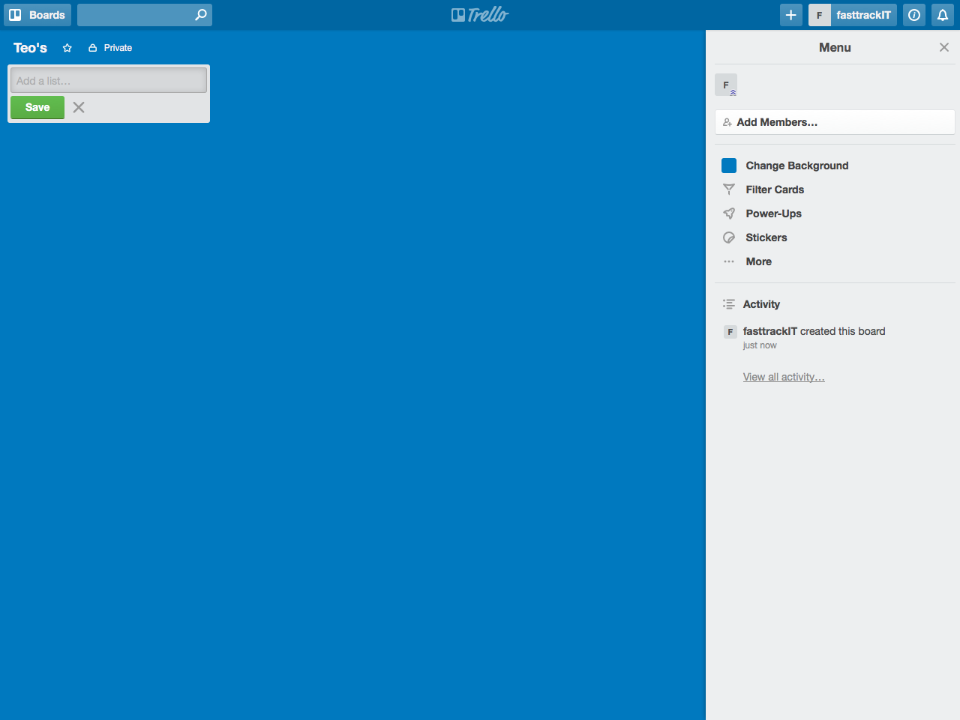 Boards
Trello
F fasttrackIT
Teo's
Private
Add a list…
Save
Menu
F
Add Members…
Change Background
Filter Cards
Power-Ups
Stickers
More
Activity
F fasttrackIT created this board
just now
View all activity…